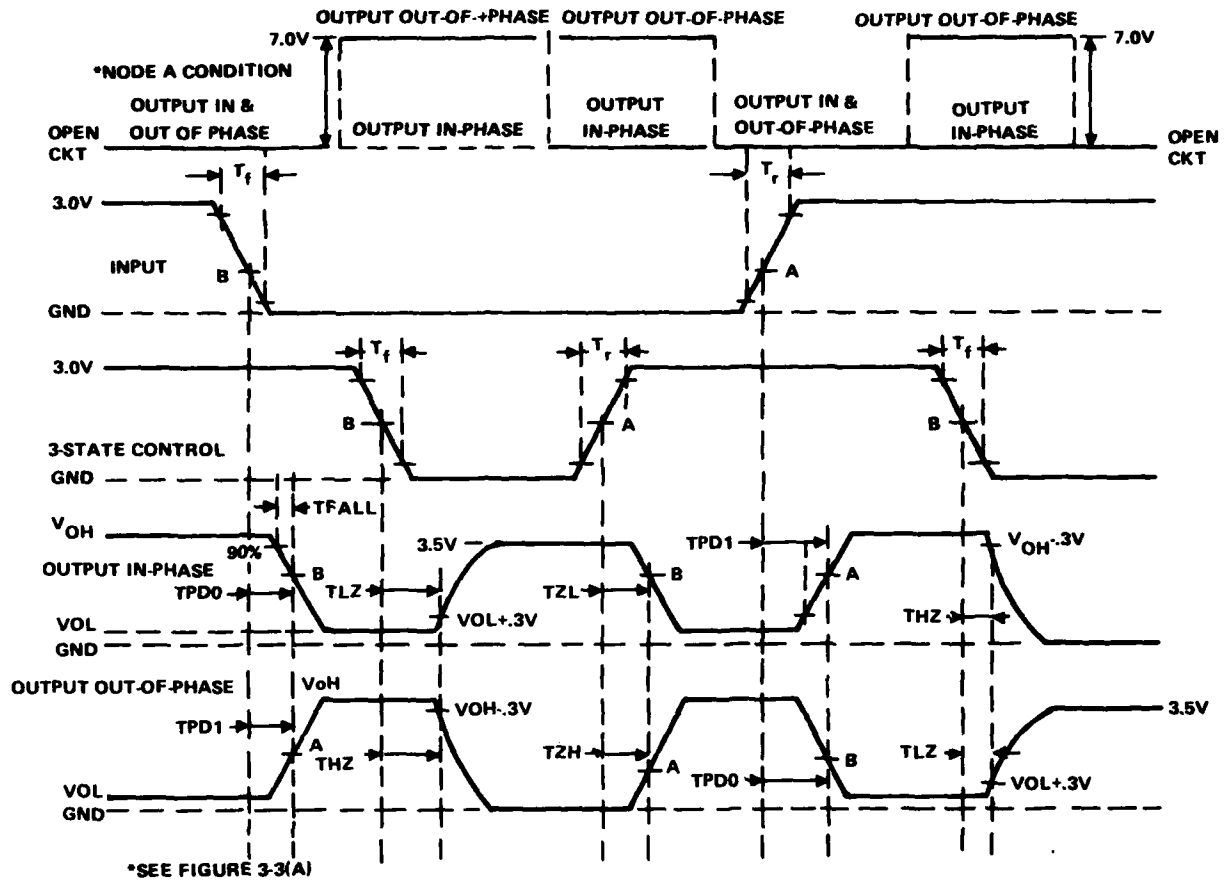 OUTPUT OUT-OF-+PHASE OUTPUT OUT-OF-PHASE OUTPUT OUT-OF-PHASE
7.0V 7.0V
*NODE A CONDITION
OUTPUT IN & OUTPUT OUTPUT IN & OUTPUT
OPEN OUT OF PHASE OUTPUT IN-PHASE IN-PHASE OUT-OF-PHASE IN-PHASE OPEN
CKT CKT
Tf Tr
3.0V
INPUT B A
GND
Tf Tr Tf
3.0V
B A B
3-STATE CONTROL
GND
TFALL
VOH
90% 3.5V TPD1 VOH-.3V
OUTPUT IN-PHASE B B A
TPD0 TLZ TZL THZ
VOL VOL+.3V
GND
OUTPUT OUT-OF-PHASE VoH
TPD1 VOH-.3V 3.5V
A THZ TZH A TPD0 B TLZ
VOL VOL+.3V
GND
*SEE FIGURE 3-3(A)